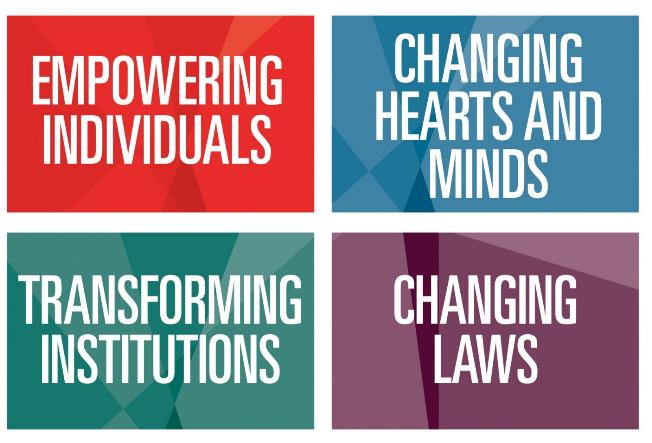 EMPOWERING
INDIVIDUALS
CHANGING
HEARTS AND
MINDS
TRANSFORMING
INSTITUTIONS
CHANGING
LAWS